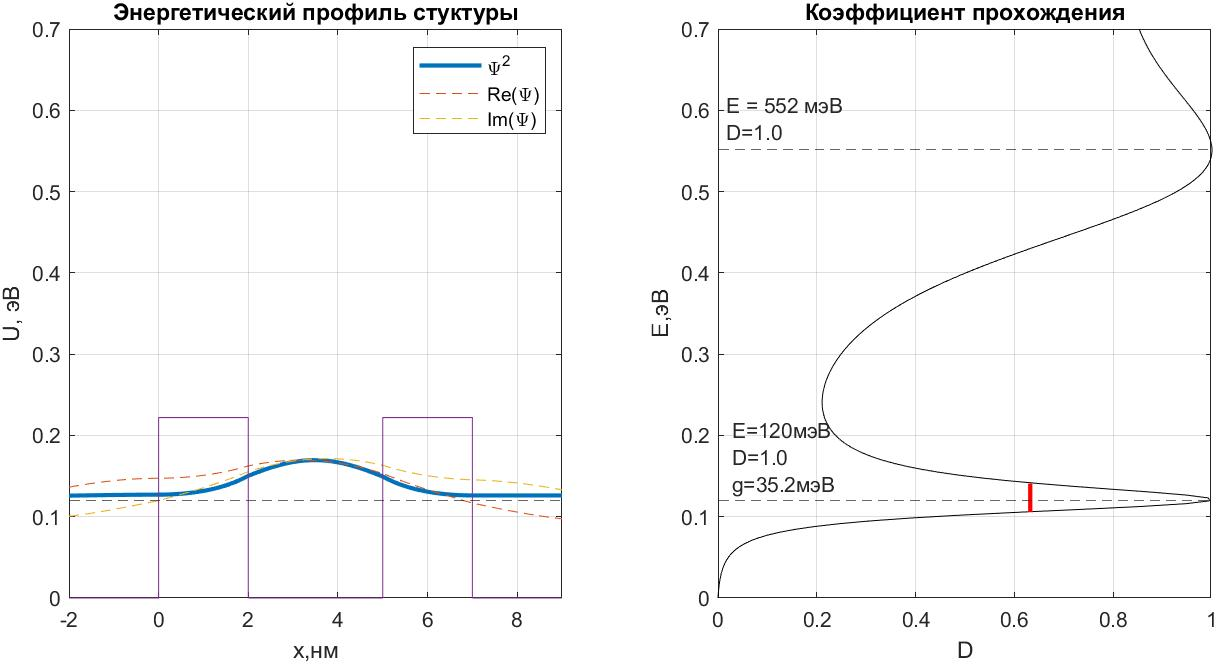 Энергетический профиль стуктуры
0.7
0.6
0.5
0.4
0.3
0.2
0.1
0
U, эВ
-2
0
2
4
6
8
x,нм
Ψ2
Re(Ψ)
Im(Ψ)
Коэффициент прохождения
0.7
0.6
0.5
0.4
0.3
0.2
0.1
0
E,эВ
E = 552 мэВ
D=1.0
E=120мэВ
D=1.0
g=35.2мэВ
0
0.2
0.4
0.6
0.8
1
D